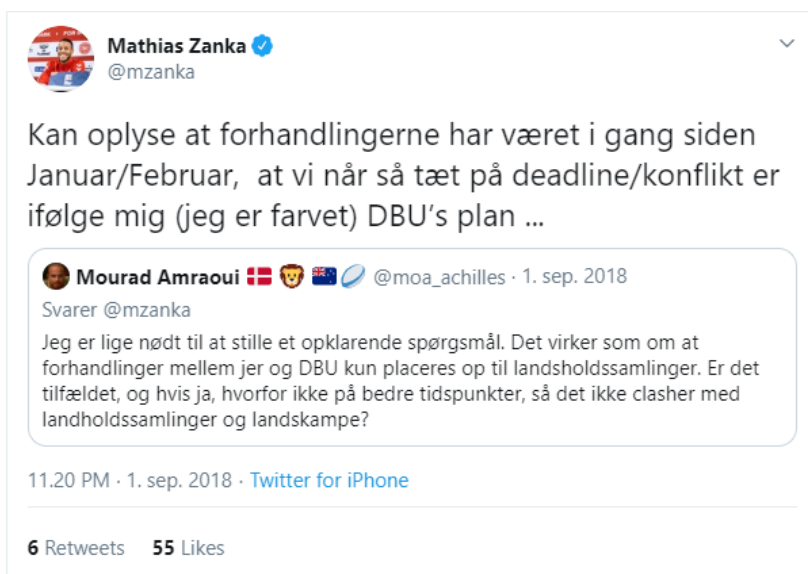 Mathias Zanka
@mzanka
Kan oplyse at forhandlingerne har været i gang siden
Januar/Februar, at vi når så tæt på deadline/konflikt er
ifølge mig (jeg er farvet) DBU's plan ...
Mourad Amraoui 🇩🇰 🦁 🇳🇿 🏉 @moa_achilles · 1. sep. 2018
Svarer @mzanka
Jeg er lige nødt til at stille et opklarende spørgsmål. Det virker som om at
forhandlinger mellem jer og DBU kun placeres op til landsholdssamlinger. Er det
tilfældet, og hvis ja, hvorfor ikke på bedre tidspunkter, så det ikke clasher med
landholdssamlinger og landskampe?
11.20 PM · 1. sep. 2018 · Twitter for iPhone
6 Retweets 55 Likes